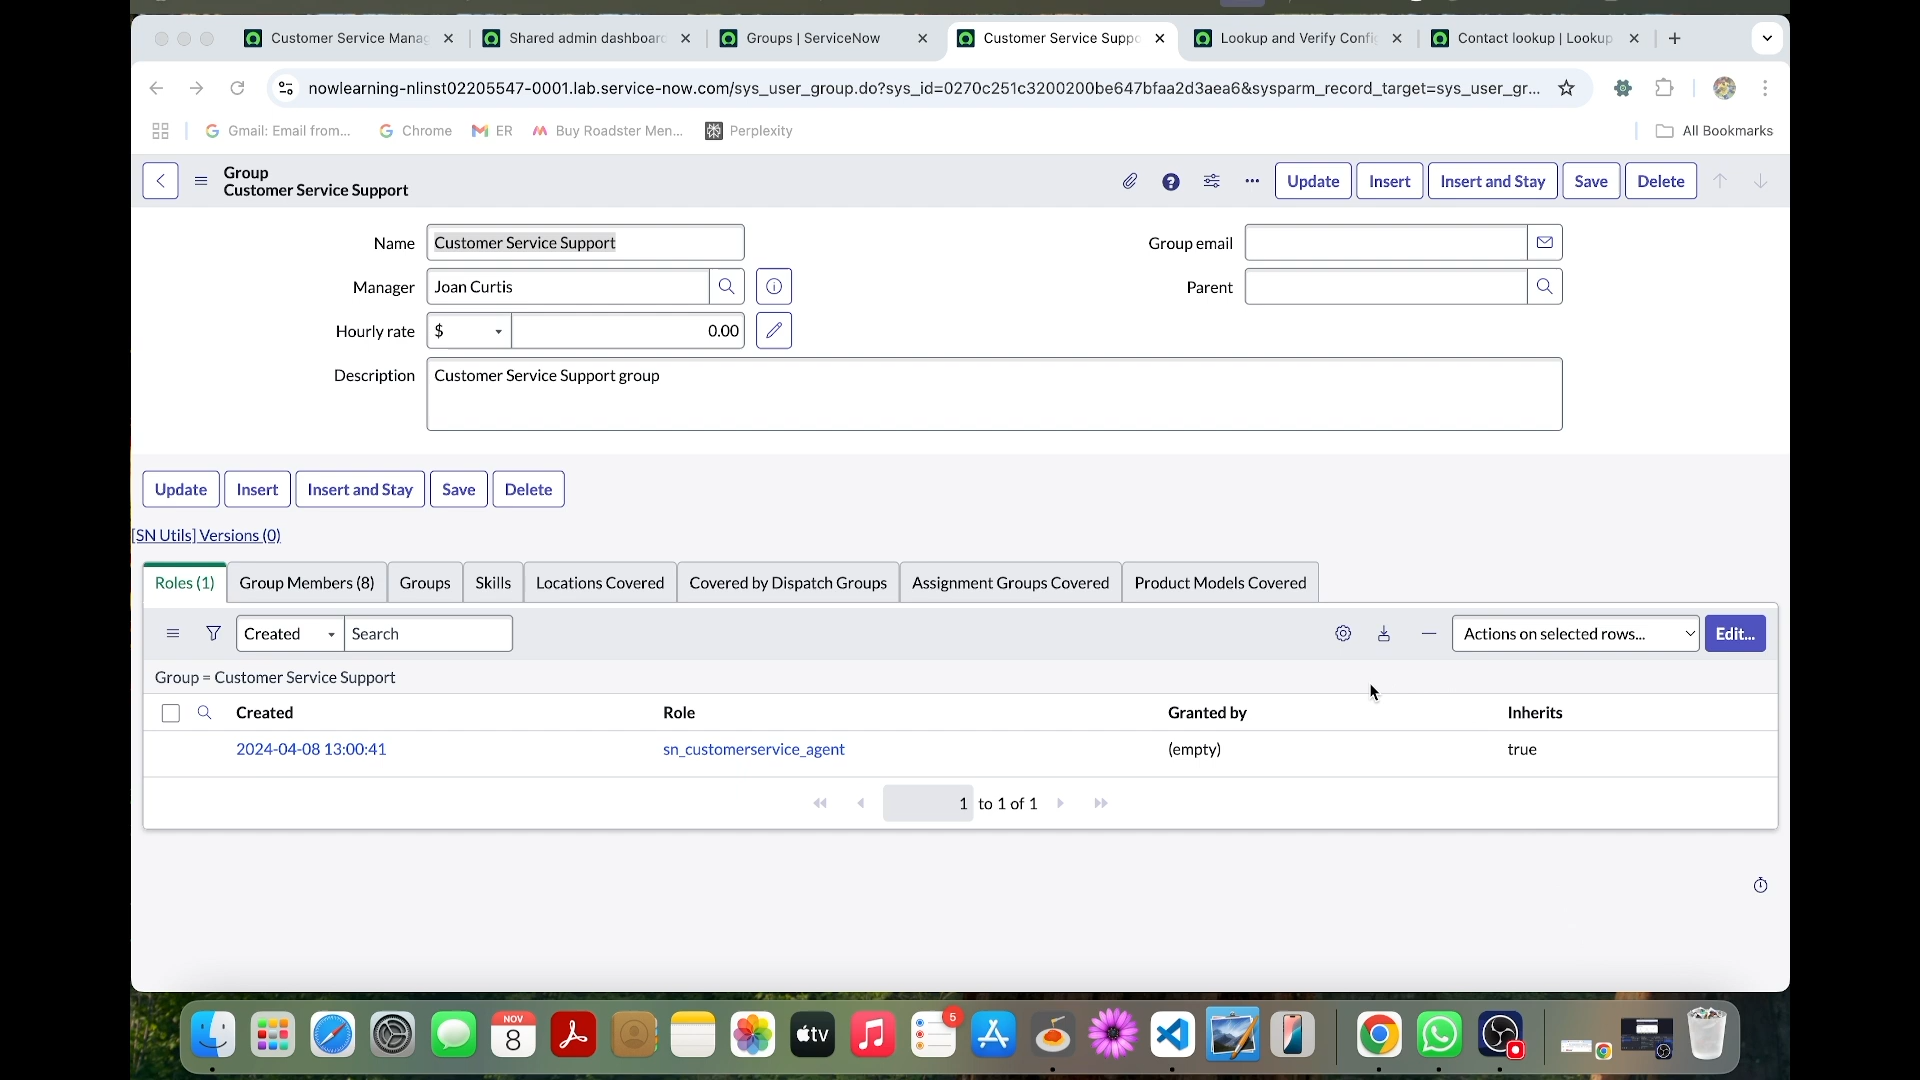 Customer Service Manag
Shared admin dashboard
Groups | ServiceNow
Customer Service Suppo
Lookup and Verify Config
Contact lookup | Lookup
nowlearning-nlinst02205547-0001.lab.service-now.com/sys_user_group.do?sys_id=0270c251c3200200be647bfaa2d3aea6&sysparm_record_target=sys_user_gr...
Gmail: Email from...
Chrome
ER
Buy Roadster Men...
Perplexity
All Bookmarks
Group
Customer Service Support
Update
Insert
Insert and Stay
Save
Delete
Name
Customer Service Support
Group email
Manager
Joan Curtis
Parent
Hourly rate
$
0.00
Description
Customer Service Support group
Update
Insert
Insert and Stay
Save
Delete
[SN Utils] Versions (0)
Roles (1)
Group Members (8)
Groups
Skills
Locations Covered
Covered by Dispatch Groups
Assignment Groups Covered
Product Models Covered
Created
Search
Actions on selected rows...
Edit...
Group = Customer Service Support
Created
Role
Granted by
Inherits
2024-04-08 13:00:41
sn_customerservice_agent
(empty)
true
1 to 1 of 1
NOV
8
tv
5